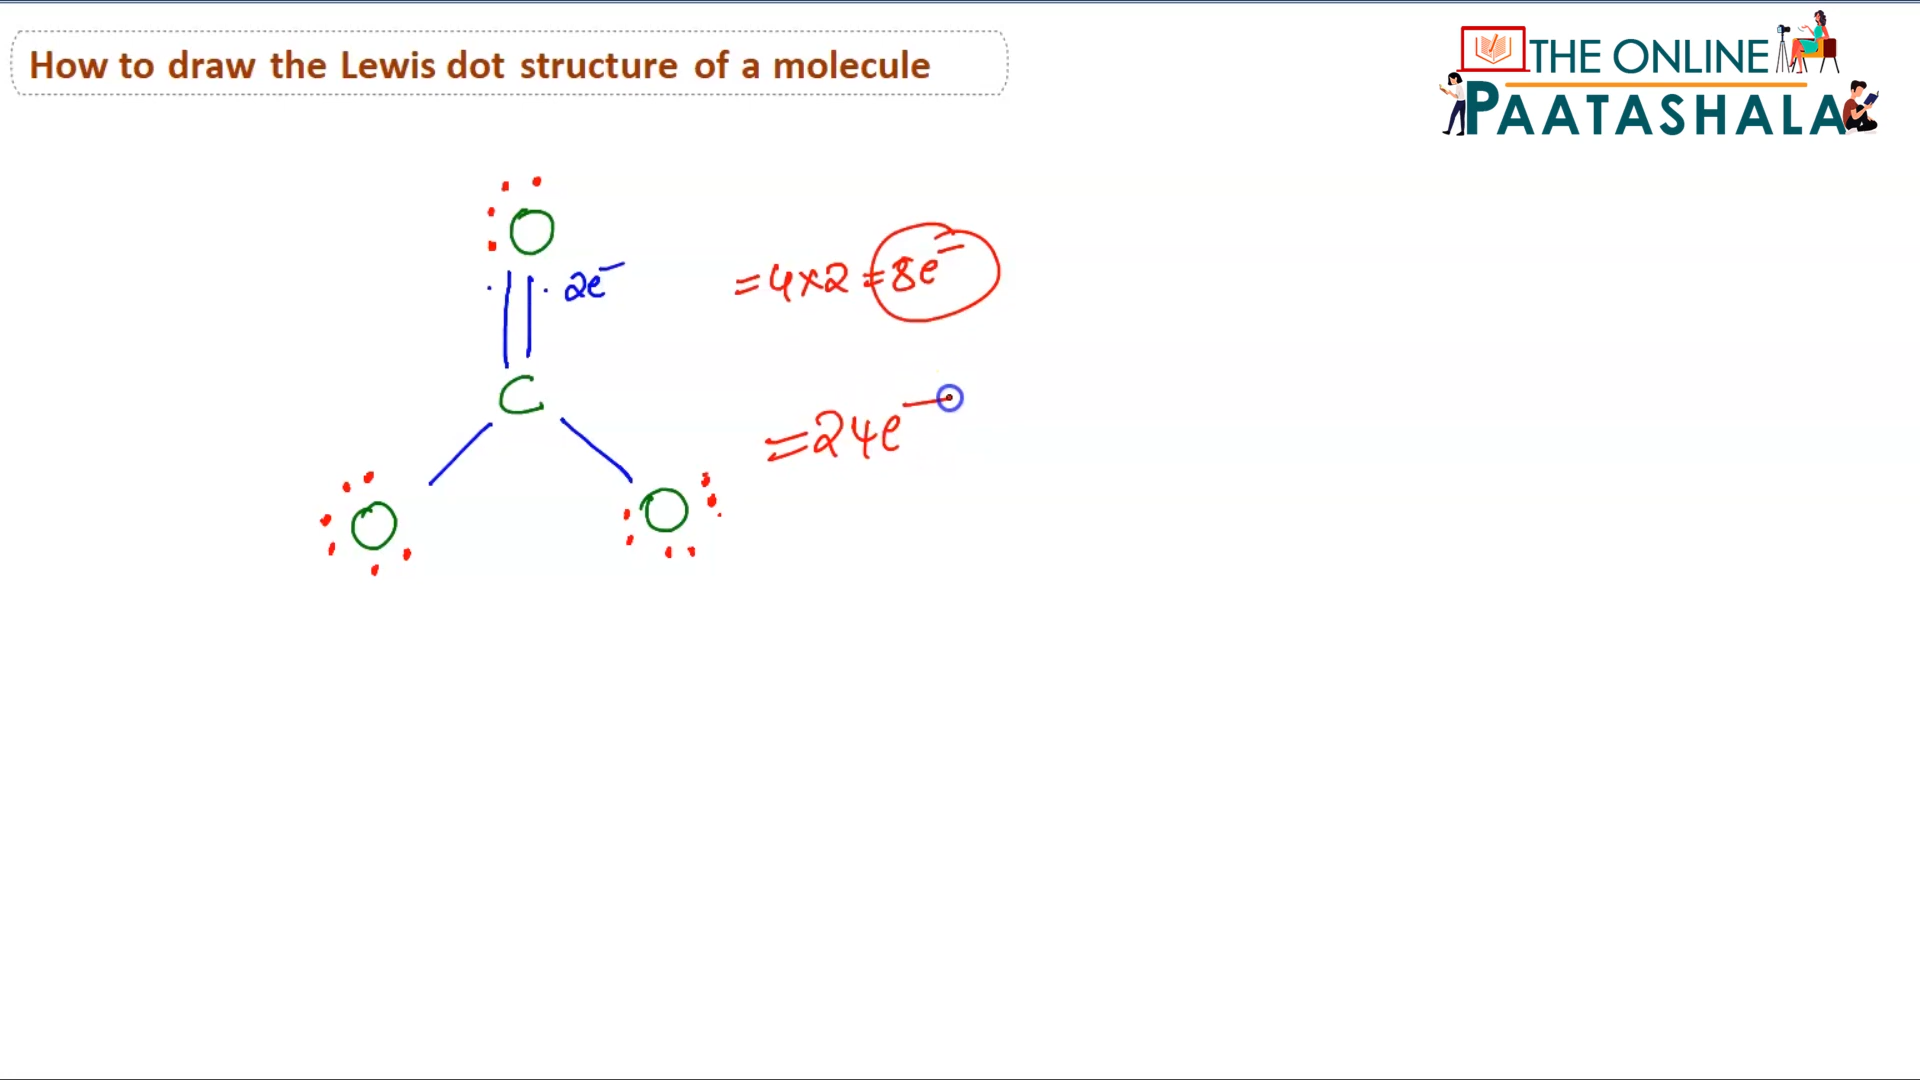 How to draw the Lewis dot structure of a molecule
THE ONLINE
PAATASHALA
O
2e⁻
= 4×2 = 8e⁻
C
= 24e⁻
O
O